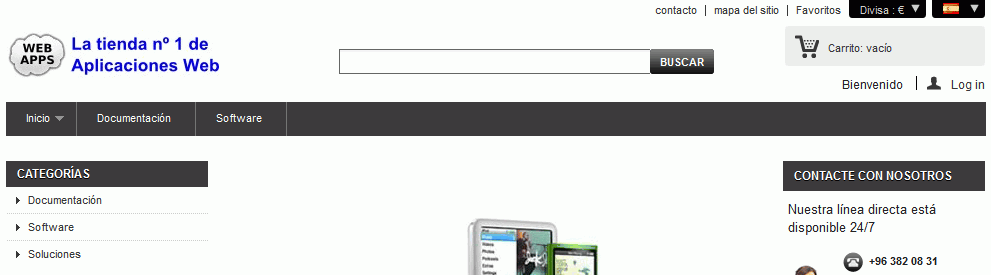 contacto
mapa del sitio
Favoritos
Divisa : €
WEB
APPS
La tienda nº 1 de
Aplicaciones Web
BUSCAR
Carrito: vacío
Bienvenido
Log in
Inicio
Documentación
Software
CATEGORÍAS
Documentación
Software
Soluciones
CONTACTE CON NOSOTROS
Nuestra línea directa está
disponible 24/7
+96 382 08 31